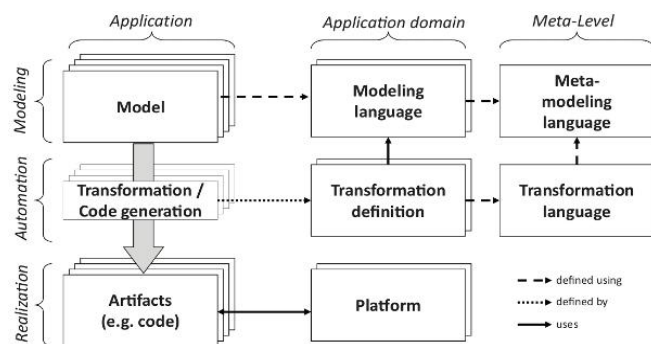 Application
Application domain
Meta-Level
Modeling
Model
Modeling
language
Meta-
modeling
language
Automation
Transformation /
Code generation
Transformation
definition
Transformation
language
Realization
Artifacts
(e.g. code)
Platform
defined using
defined by
uses